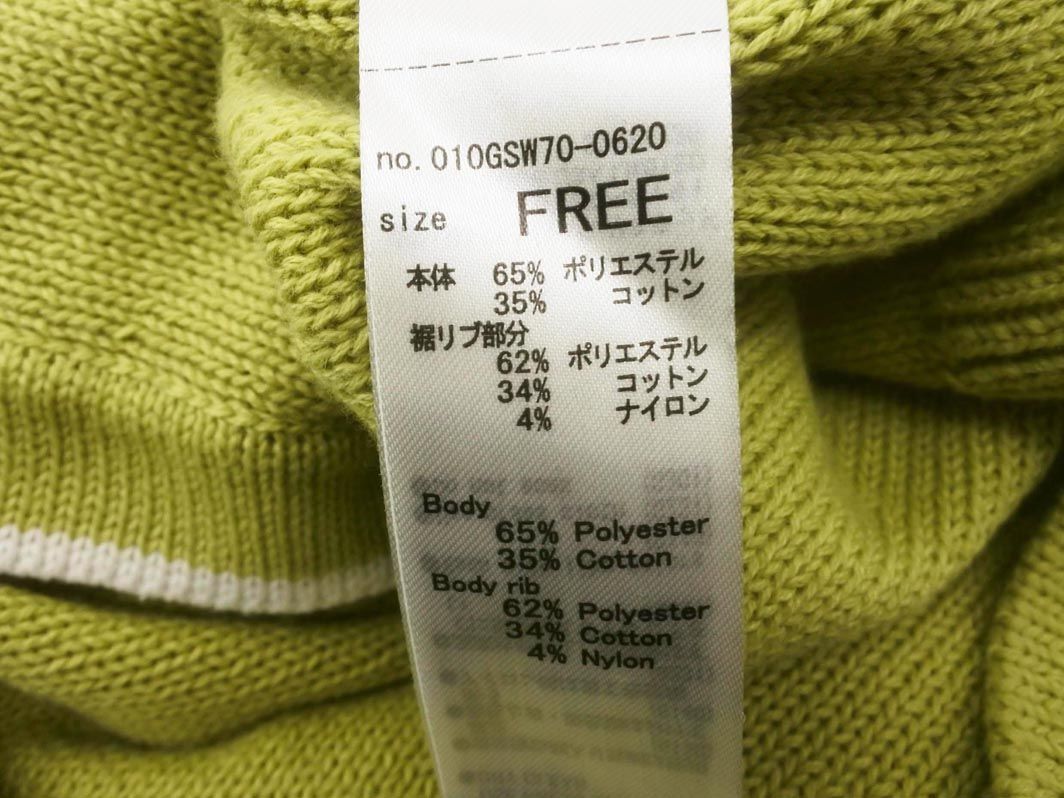 no. 010GSW70-0620
size FREE
本体 65% ポリエステル
35% コットン
裾リブ部分
62% ポリエステル
34% コットン
4% ナイロン
Body
65% Polyester
35% Cotton
Body rib
62% Polyester
34% Cotton
4% Nylon